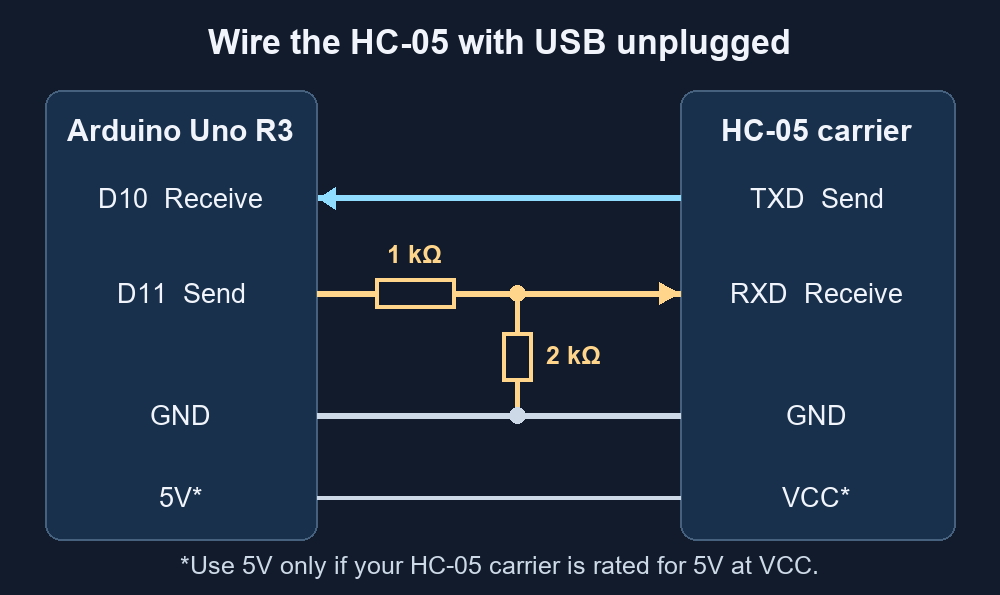 Wire the HC-05 with USB unplugged
Arduino Uno R3
HC-05 carrier
D10 Receive
TXD Send
1 kΩ
D11 Send
RXD Receive
2 kΩ
GND
GND
5V*
VCC*
*Use 5V only if your HC-05 carrier is rated for 5V at VCC.